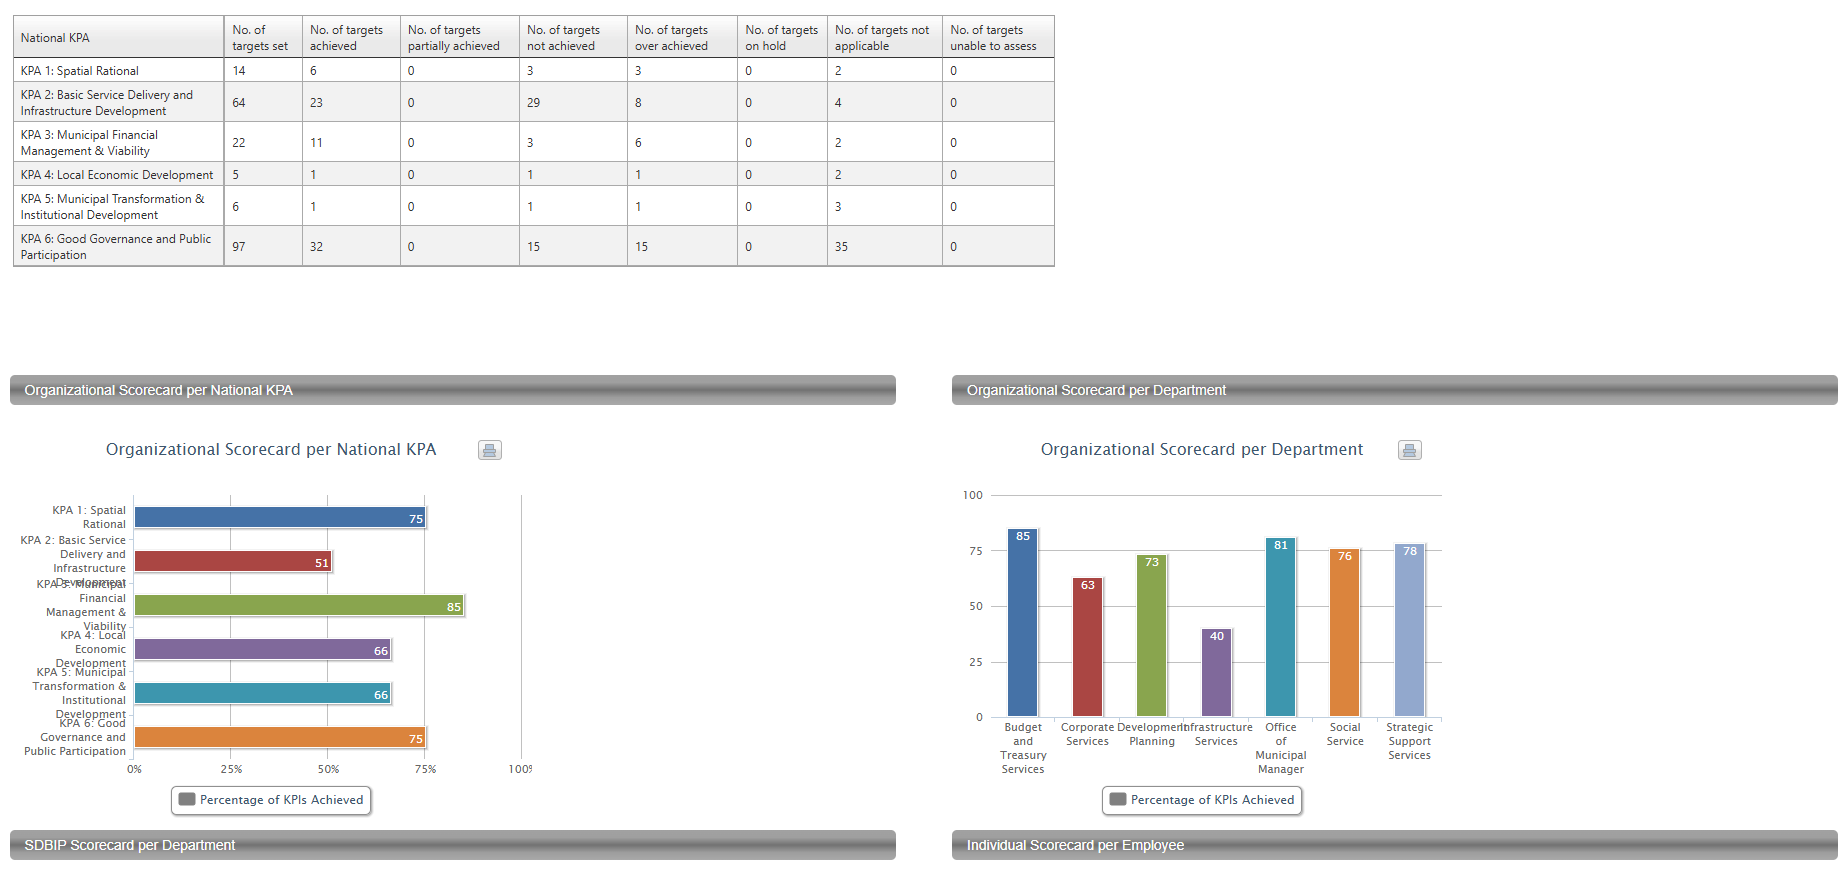 National KPA
No. of targets set
No. of targets achieved
No. of targets partially achieved
No. of targets not achieved
No. of targets over achieved
No. of targets on hold
No. of targets not applicable
No. of targets unable to assess
KPA 1: Spatial Rational 14 6 0 3 3 0 2 0
KPA 2: Basic Service Delivery and
Infrastructure Development 64 23 0 29 8 0 4 0
KPA 3: Municipal Financial
Management & Viability 22 11 0 3 6 0 2 0
KPA 4: Local Economic Development 5 1 0 1 1 0 2 0
KPA 5: Municipal Transformation &
Institutional Development 6 1 0 1 1 0 3 0
KPA 6: Good Governance and Public
Participation 97 32 0 15 15 0 35 0
Organizational Scorecard per National KPA
Organizational Scorecard per National KPA
KPA 1: Spatial
Rational
75
KPA 2: Basic Service
Delivery and
Infrastructure
Development
51
KPA 3: Municipal
Financial
Management &
Viability
85
KPA 4: Local
Economic
Development
66
KPA 5: Municipal
Transformation &
Institutional
Development
66
KPA 6: Good
Governance and
Public Participation
75
0% 25% 50% 75% 100%
Percentage of KPIs Achieved
Organizational Scorecard per Department
Organizational Scorecard per Department
100
75
50
25
0
85 63 73 40 81 76 78
Budget
and
Treasury
Services
Corporate
Services
Development
Planning
Infrastructure
Services
Office
of
Municipal
Manager
Social
Service
Strategic
Support
Services
Percentage of KPIs Achieved
SDBIP Scorecard per Department
Individual Scorecard per Employee